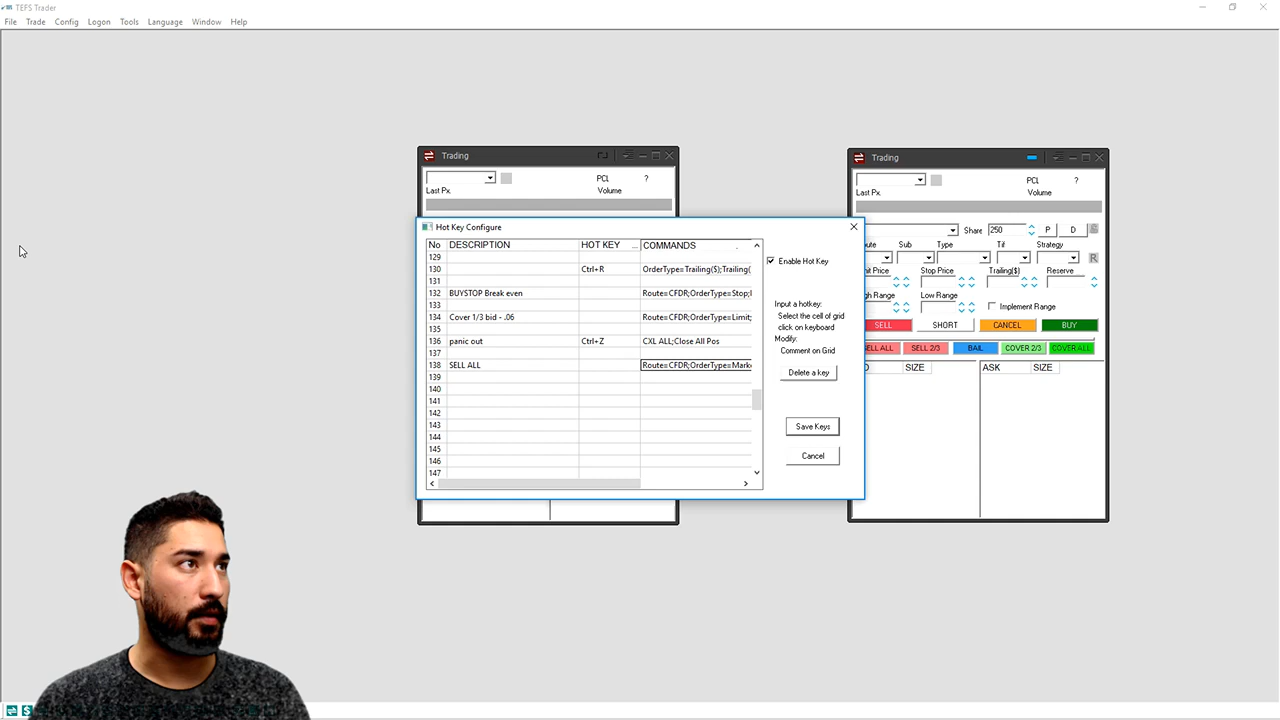 TEFS Trader
File Trade Config Logon Tools Language Window Help
Trading
PCL ?
Last Px. Volume
Trading
PCL ?
Last Px. Volume
Share 250 P D
Sub Type Tif Strategy
R
Stop Price Trailing($) Reserve
Low Range Implement Range
SELL SHORT CANCEL BUY
SELL 2/3 BAIL COVER 2/3 COVER ALL
SIZE ASK SIZE
Hot Key Configure
No DESCRIPTION HOT KEY ... COMMANDS
129
130 Ctrl+R OrderType=Trailing($);Trailing(
131
132 BUYSTOP Break even Route=CFDR;OrderType=Stop;
133
134 Cover 1/3 bid - .06 Route=CFDR;OrderType=Limit;
135
136 panic out Ctrl+Z CXL ALL;Close All Pos
137
138 SELL ALL Route=CFDR;OrderType=Mark
139
140
141
142
143
144
145
146
147
Enable Hot Key
Input a hotkey:
Select the cell of grid
click on keyboard
Modify:
Comment on Grid
Delete a key
Save Keys
Cancel